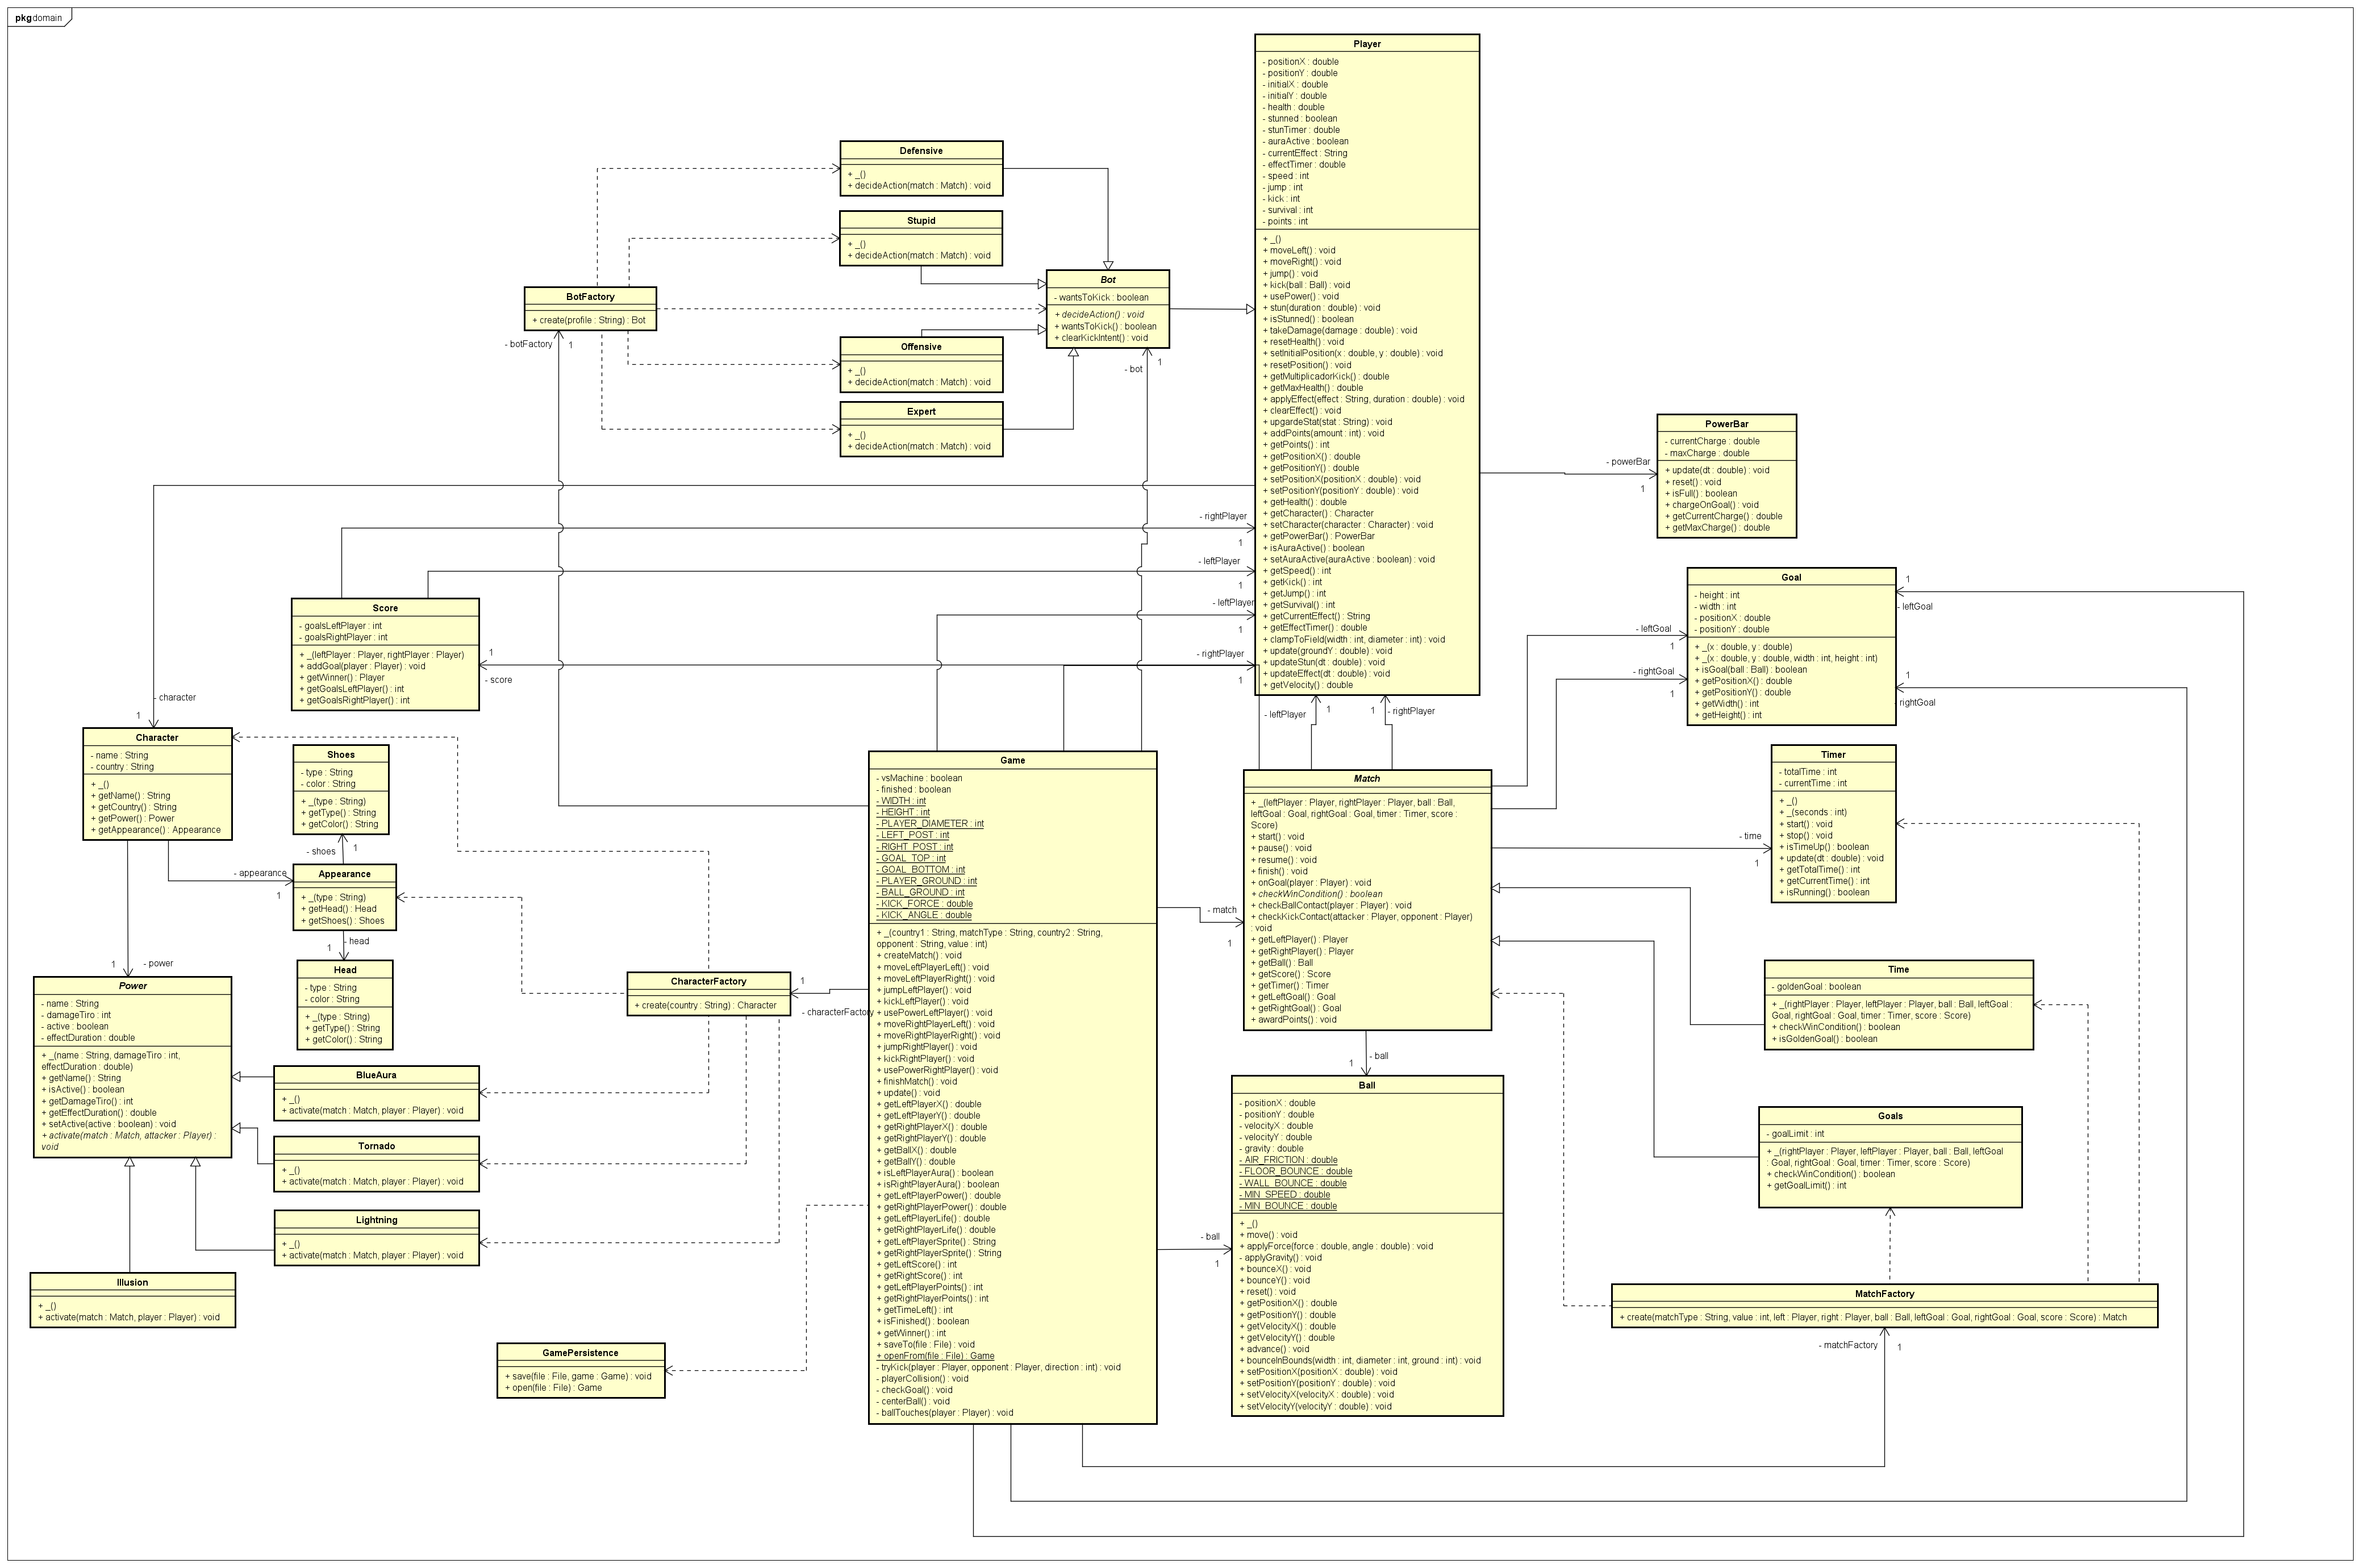 pkg domain
Player
- positionX : double
- positionY : double
- initialX : double
- initialY : double
- health : double
- stunned : boolean
- stunTimer : double
- auraActive : boolean
- currentEffect : String
- effectTimer : double
- speed : int
- jump : int
- kick : int
- survival : int
- points : int
+ _()
+ moveLeft() : void
+ moveRight() : void
+ jump() : void
+ kick(ball : Ball) : void
+ usePower() : void
+ stun(duration : double) : void
+ isStunned() : boolean
+ takeDamage(damage : double) : void
+ resetHealth() : void
+ setInitialPosition(x : double, y : double) : void
+ resetPosition() : void
+ getMultiplicadorKick() : double
+ getMaxHealth() : double
+ applyEffect(effect : String, duration : double) : void
+ clearEffect() : void
+ upgardeStat(stat : String) : void
+ addPoints(amount : int) : void
+ getPoints() : int
+ getPositionX() : double
+ getPositionY() : double
+ setPositionX(positionX : double) : void
+ setPositionY(positionY : double) : void
+ getHealth() : double
+ getCharacter() : Character
+ setCharacter(character : Character) : void
+ getPowerBar() : PowerBar
+ isAuraActive() : boolean
+ setAuraActive(auraActive : boolean) : void
+ getSpeed() : int
+ getKick() : int
+ getJump() : int
+ getSurvival() : int
+ getCurrentEffect() : String
+ getEffectTimer() : double
+ clampToField(width : int, diameter : int) : void
+ update(groundY : double) : void
+ updateStun(dt : double) : void
+ updateEffect(dt : double) : void
+ getVelocity() : double
Defensive
+ _()
+ decideAction(match : Match) : void
Stupid
+ _()
+ decideAction(match : Match) : void
Bot
- wantsToKick : boolean
+ decideAction() : void
+ wantsToKick() : boolean
+ clearKickIntent() : void
BotFactory
+ create(profile : String) : Bot
- botFactory
1
Offensive
+ _()
+ decideAction(match : Match) : void
- bot
1
Expert
+ _()
+ decideAction(match : Match) : void
PowerBar
- currentCharge : double
- maxCharge : double
+ update(dt : double) : void
+ reset() : void
+ isFull() : boolean
+ chargeOnGoal() : void
+ getCurrentCharge() : double
+ getMaxCharge() : double
- powerBar
1
- rightPlayer
1
- leftPlayer
1
- leftPlayer
1
- rightPlayer
1
Score
- goalsLeftPlayer : int
- goalsRightPlayer : int
+ _(leftPlayer : Player, rightPlayer : Player)
+ addGoal(player : Player) : void
+ getWinner() : Player
+ getGoalsLeftPlayer() : int
+ getGoalsRightPlayer() : int
1
- score
Goal
- height : int
- width : int
- positionX : double
- positionY : double
+ _(x : double, y : double)
+ _(x : double, y : double, width : int, height : int)
+ isGoal(ball : Ball) : boolean
+ getPositionX() : double
+ getPositionY() : double
+ getWidth() : int
+ getHeight() : int
1
- leftGoal
1
- rightGoal
- leftGoal
1
- rightGoal
1
- character
1
- leftPlayer
1
1
- rightPlayer
Character
- name : String
- country : String
+ _()
+ getName() : String
+ getCountry() : String
+ getPower() : Power
+ getAppearance() : Appearance
Shoes
- type : String
- color : String
+ _(type : String)
+ getType() : String
+ getColor() : String
- shoes
1
- appearance
1
Appearance
+ _(type : String)
+ getHead() : Head
+ getShoes() : Shoes
- head
1
Head
- type : String
- color : String
+ _(type : String)
+ getType() : String
+ getColor() : String
1
- power
Power
- name : String
- damageTiro : int
- active : boolean
- effectDuration : double
+ _(name : String, damageTiro : int,
effectDuration : double)
+ getName() : String
+ isActive() : boolean
+ getDamageTiro() : int
+ getEffectDuration() : double
+ setActive(active : boolean) : void
+ activate(match : Match, attacker : Player) :
void
BlueAura
+ _()
+ activate(match : Match, player : Player) : void
Tornado
+ _()
+ activate(match : Match, player : Player) : void
Lightning
+ _()
+ activate(match : Match, player : Player) : void
Illusion
+ _()
+ activate(match : Match, player : Player) : void
CharacterFactory
+ create(country : String) : Character
1
- characterFactory
GamePersistence
+ save(file : File, game : Game) : void
+ open(file : File) : Game
Game
- vsMachine : boolean
- finished : boolean
- WIDTH : int
- HEIGHT : int
- PLAYER_DIAMETER : int
- LEFT_POST : int
- RIGHT_POST : int
- GOAL_TOP : int
- GOAL_BOTTOM : int
- PLAYER_GROUND : int
- BALL_GROUND : int
- KICK_FORCE : double
- KICK_ANGLE : double
+ _(country1 : String, matchType : String, country2 : String,
opponent : String, value : int)
+ createMatch() : void
+ moveLeftPlayerLeft() : void
+ moveLeftPlayerRight() : void
+ jumpLeftPlayer() : void
+ kickLeftPlayer() : void
+ usePowerLeftPlayer() : void
+ moveRightPlayerLeft() : void
+ moveRightPlayerRight() : void
+ jumpRightPlayer() : void
+ kickRightPlayer() : void
+ usePowerRightPlayer() : void
+ finishMatch() : void
+ update() : void
+ getLeftPlayerX() : double
+ getLeftPlayerY() : double
+ getRightPlayerX() : double
+ getRightPlayerY() : double
+ getBallX() : double
+ getBallY() : double
+ isLeftPlayerAura() : boolean
+ isRightPlayerAura() : boolean
+ getLeftPlayerPower() : double
+ getRightPlayerPower() : double
+ getLeftPlayerLife() : double
+ getRightPlayerLife() : double
+ getLeftPlayerSprite() : String
+ getRightPlayerSprite() : String
+ getLeftScore() : int
+ getRightScore() : int
+ getLeftPlayerPoints() : int
+ getRightPlayerPoints() : int
+ getTimeLeft() : int
+ isFinished() : boolean
+ getWinner() : int
+ saveTo(file : File) : void
+ openFrom(file : File) : Game
- tryKick(player : Player, opponent : Player, direction : int) : void
- playerCollision() : void
- checkGoal() : void
- centerBall() : void
- ballTouches(player : Player) : void
- match
1
- ball
1
Match
+ _(leftPlayer : Player, rightPlayer : Player, ball : Ball,
leftGoal : Goal, rightGoal : Goal, timer : Timer, score :
Score)
+ start() : void
+ pause() : void
+ resume() : void
+ finish() : void
+ onGoal(player : Player) : void
+ checkWinCondition() : boolean
+ checkBallContact(player : Player) : void
+ checkKickContact(attacker : Player, opponent : Player)
: void
+ getLeftPlayer() : Player
+ getRightPlayer() : Player
+ getBall() : Ball
+ getScore() : Score
+ getTimer() : Timer
+ getLeftGoal() : Goal
+ getRightGoal() : Goal
+ awardPoints() : void
- ball
1
Ball
- positionX : double
- positionY : double
- velocityX : double
- velocityY : double
- gravity : double
- AIR_FRICTION : double
- FLOOR_BOUNCE : double
- WALL_BOUNCE : double
- MIN_SPEED : double
- MIN_BOUNCE : double
+ _()
+ move() : void
+ applyForce(force : double, angle : double) : void
- applyGravity() : void
+ bounceX() : void
+ bounceY() : void
+ reset() : void
+ getPositionX() : double
+ getPositionY() : double
+ getVelocityX() : double
+ getVelocityY() : double
+ advance() : void
+ bounceInBounds(width : int, diameter : int, ground : int) : void
+ setPositionX(positionX : double) : void
+ setPositionY(positionY : double) : void
+ setVelocityX(velocityX : double) : void
+ setVelocityY(velocityY : double) : void
- time
1
Timer
- totalTime : int
- currentTime : int
+ _()
+ _(seconds : int)
+ start() : void
+ stop() : void
+ isTimeUp() : boolean
+ update(dt : double) : void
+ getTotalTime() : int
+ getCurrentTime() : int
+ isRunning() : boolean
Time
- goldenGoal : boolean
+ _(rightPlayer : Player, leftPlayer : Player, ball : Ball, leftGoal :
Goal, rightGoal : Goal, timer : Timer, score : Score)
+ checkWinCondition() : boolean
+ isGoldenGoal() : boolean
Goals
- goalLimit : int
+ _(rightPlayer : Player, leftPlayer : Player, ball : Ball, leftGoal
: Goal, rightGoal : Goal, timer : Timer, score : Score)
+ checkWinCondition() : boolean
+ getGoalLimit() : int
MatchFactory
+ create(matchType : String, value : int, left : Player, right : Player, ball : Ball, leftGoal : Goal, rightGoal : Goal, score : Score) : Match
- matchFactory
1